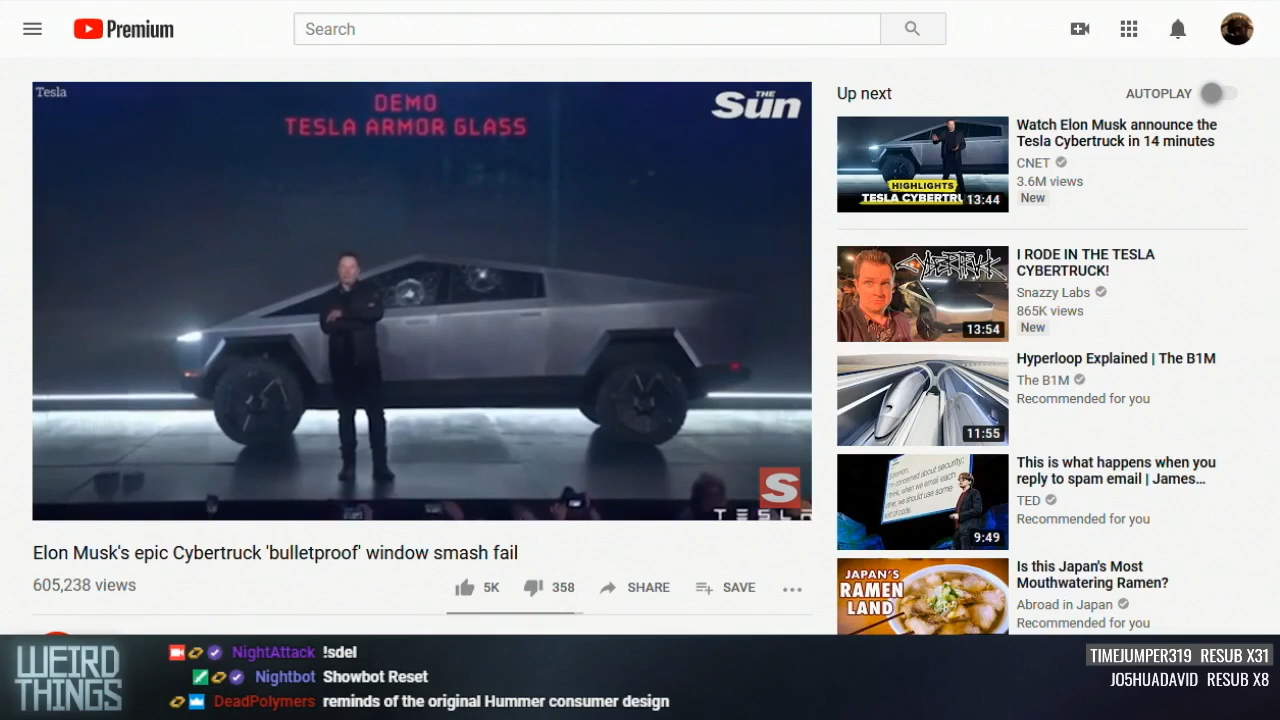 Premium
Search
Tesla
DEMO
TESLA ARMOR GLASS
THE
Sun
S
TESLA
Elon Musk's epic Cybertruck 'bulletproof' window smash fail
605,238 views
5K
358
SHARE
SAVE
Up next
AUTOPLAY
HIGHLIGHTS
TESLA CYBERTRU
13:44
Watch Elon Musk announce the
Tesla Cybertruck in 14 minutes
CNET
3.6M views
New
CYBERTRUCK
13:54
I RODE IN THE TESLA
CYBERTRUCK!
Snazzy Labs
865K views
New
11:55
Hyperloop Explained | The B1M
The B1M
Recommended for you
9:49
This is what happens when you
reply to spam email | James...
TED
Recommended for you
JAPAN'S
RAMEN
LAND
Is this Japan's Most
Mouthwatering Ramen?
Abroad in Japan
Recommended for you
WEIRD
THINGS
NightAttack !sdel
Nightbot Showbot Reset
DeadPolymers reminds of the original Hummer consumer design
TIMEJUMPER319 RESUB X31
JO5HUADAVID RESUB X8